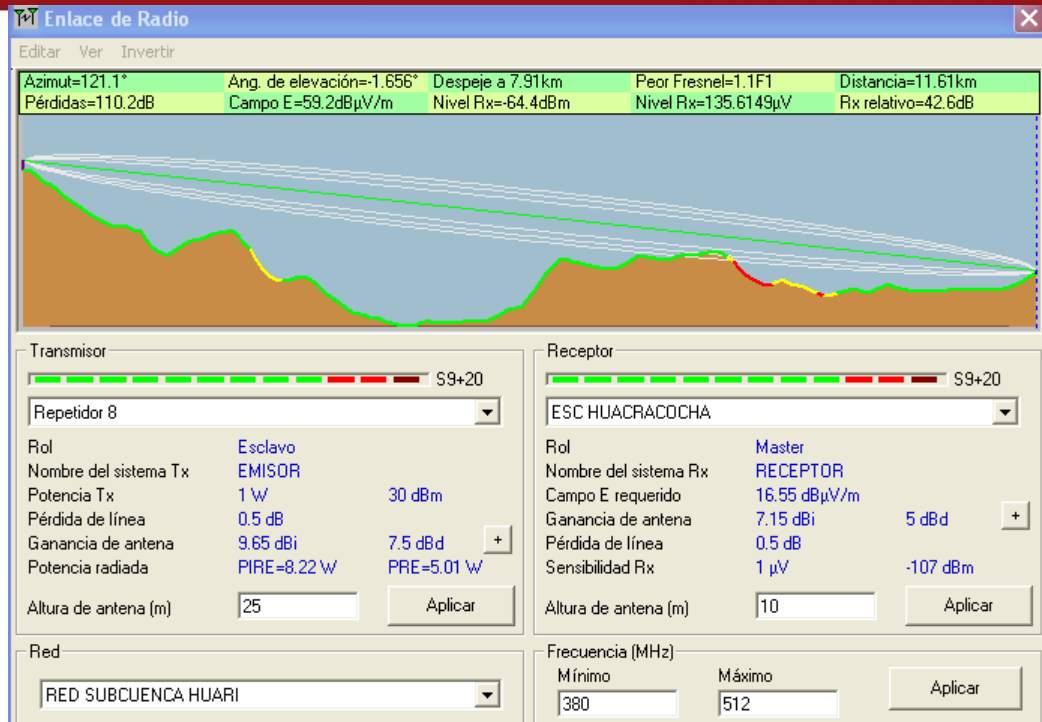 Enlace de Radio
Editar Ver Invertir
Azimut=121.1° Ang. de elevación=-1.656° Despeje a 7.91km Peor Fresnel=1.1F1 Distancia=11.61km
Pérdidas=110.2dB Campo E=59.2dBµV/m Nivel Rx=-64.4dBm Nivel Rx=135.6149µV Rx relativo=42.6dB
Transmisor
S9+20
Repetidor 8
Rol Esclavo
Nombre del sistema Tx EMISOR
Potencia Tx 1 W 30 dBm
Pérdida de línea 0.5 dB
Ganancia de antena 9.65 dBi 7.5 dBd +
Potencia radiada PIRE=8.22 W PRE=5.01 W
Altura de antena (m) 25 Aplicar
Receptor
S9+20
ESC HUACRACOCHA
Rol Master
Nombre del sistema Rx RECEPTOR
Campo E requerido 16.55 dBµV/m
Ganancia de antena 7.15 dBi 5 dBd +
Pérdida de línea 0.5 dB
Sensibilidad Rx 1 µV -107 dBm
Altura de antena (m) 10 Aplicar
Red
RED SUBCUENCA HUARI
Frecuencia (MHz)
Mínimo Máximo
380 512 Aplicar